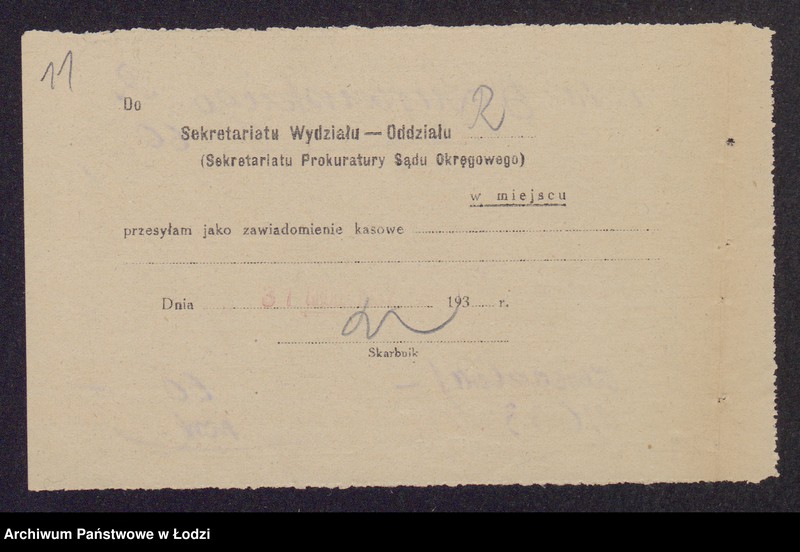 11
Do
Sekretariatu Wydziału — Oddziału R
(Sekretariatu Prokuratury Sądu Okręgowego)
w miejscu
przesyłam jako zawiadomienie kasowe
Dnia 31 193 r.
Skarbnik
Archiwum Państwowe w Łodzi